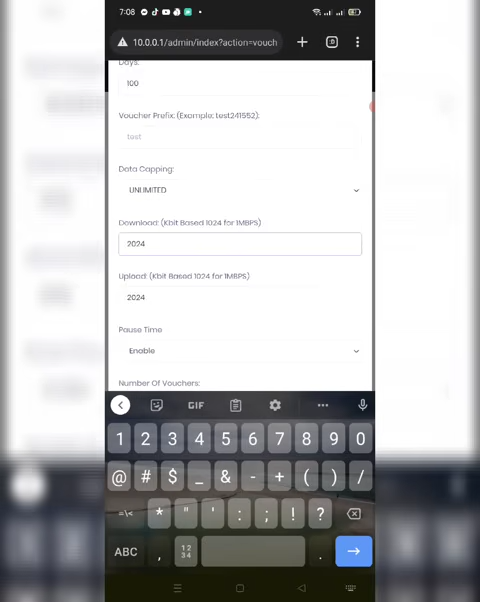 7:08
10.0.0.1/admin/index?action=vouch
:D
Days:
100
Voucher Prefix: (Example: test241552):
test
Data Capping:
UNLIMITED
Download: (Kbit Based 1024 for 1MBPS)
2024
Upload: (Kbit Based 1024 for 1MBPS)
2024
Pause Time
Enable
Number Of Vouchers:
GIF
1 2 3 4 5 6 7 8 9 0
@ # $ _ & - + ( ) /
=\< * " ' : ; ! ?
ABC , 12 34 .